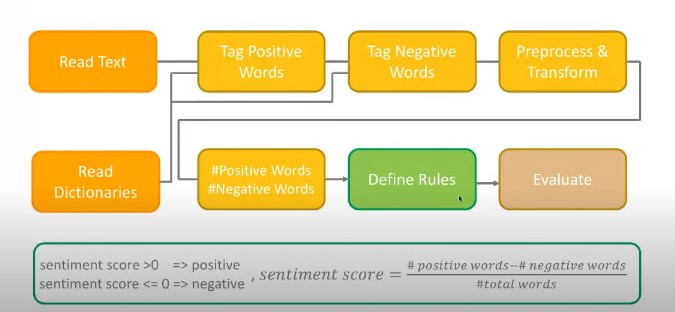 Read Text
Tag Positive
Words
Tag Negative
Words
Preprocess &
Transform
Read
Dictionaries
#Positive Words
#Negative Words
Define Rules
Evaluate
sentiment score >0 => positive
sentiment score <= 0 => negative
, sentiment score = # positive words−# negative words
#total words